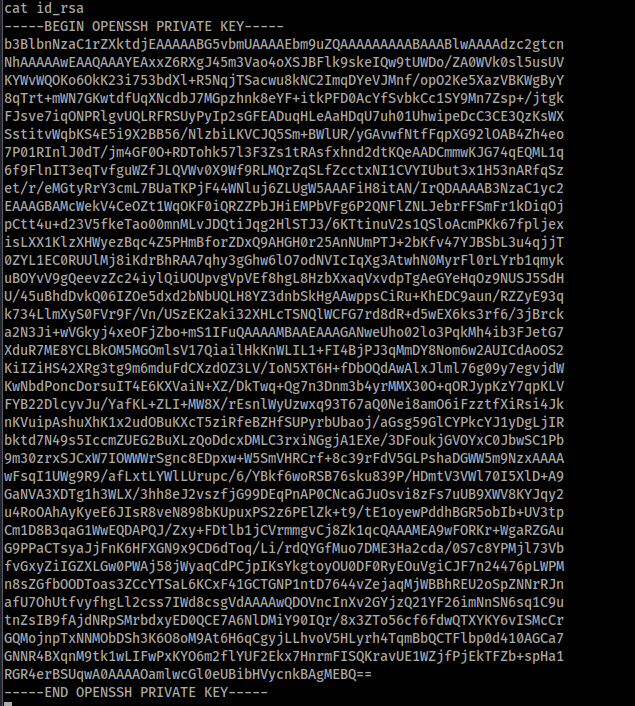 cat id_rsa
-----BEGIN OPENSSH PRIVATE KEY-----
b3BlbnNzaC1rZXktdjEAAAAABG5vbmUAAAAEbm9uZQAAAAAAAAABAAABlwAAAAdzc2gtcn
NhAAAAAwEAAQAAAYEAxxZ6RXgJ45m3Vao4oXSJBFlk9skeIQw9tUWDo/ZA0WVk0sl5usUV
KYWvWQOKo6OkK23i753bdXl+R5NqjTSacwu8kNC2ImqDYeVJMnf/opO2Ke5XazVBKWgByY
8qTrt+mWN7GKwtdfUqXNcdbJ7MGpzhnk8eYF+itkPFD0AcYfSvbkCc1SY9Mn7Zsp+/jtgk
FJsve7iqONPRlgvUQLRFRSUyPyIp2sGFEADuqHLeAaHDqU7uh01UhwipeDcC3CE3QzKsWX
SstitvWqbKS4E5i9X2BB56/NlzbiLKVCJQ5Sm+BWlUR/yGAvwfNtfFqpXG92lOAB4Zh4eo
7P01RInlJ0dT/jm4GF0O+RDTohk57l3F3Zs1tRAsfxhnd2dtKQeAADCmmwKJG74qEQML1q
6f9FlnIT3eqTvfguWZfJLQVWv0X9Wf9RLMQrZqSLfZcctxNI1CVYIUbut3x1H53nARfqSz
et/r/eMGtyRrY3cmL7BUaTKPjF44WNluj6ZLUgW5AAAFiH8itAN/IrQDAAAAB3NzaC1yc2
EAAAGBAMcWekV4CeOZt1WqOKF0iQRZZPbJHiEMPbVFg6P2QNFlZNLJebrFFSmFr1kDiqOj
pCtt4u+d23V5fkeTao00mnMLvJDQtiJqg2HlSTJ3/6KTtinuV2s1QSloAcmPKk67fpljex
isLXX1KlzXHWyezBqc4Z5PHmBforZDxQ9AHGH0r25AnNUmPTJ+2bKfv47YJBSbL3u4qjjT
0ZYL1EC0RUUlMj8iKdrBhRAA7qhy3gGhw6lO7odNVIcIqXg3AtwhN0MyrFl0rLYrb1qmyk
uBOYvV9gQeevzZc24iylQiUOUpvgVpVEf8hgL8HzbXxaqVxvdpTgAeGYeHqOz9NUSJ5SdH
U/45uBhdDvkQ06IZOe5dxd2bNbUQLH8YZ3dnbSkHgAAwppsCiRu+KhEDC9aun/RZZyE93q
k734LlmXyS0FVr9F/Vn/USzEK2aki32XHLcTSNQlWCFG7rd8dR+d5wEX6ks3rf6/3jBrck
a2N3Ji+wVGkyj4xeOFjZbo+mS1IFuQAAAAMBAAEAAAGANweUho02lo3PqkMh4ib3FJetG7
XduR7ME8YCLBkOM5MGOmlsV17QiailHkKnWLIL1+FI4BjPJ3qMmDY8Nom6w2AUICdAoOS2
KiIZiHS42XRg3tg9m6mduFdCXzdOZ3LV/IoN5XT6H+fDbOQdAwAlxJlml76g09y7egvjdW
KwNbdPoncDorsuIT4E6KXVaiN+XZ/DkTwq+Qg7n3Dnm3b4yrMMX30O+qORJypKzY7qpKLV
FYB22DlcyvJu/YafKL+ZLI+MW8X/rEsnlWyUzwxq93T67aQ0Nei8amO6iFzztfXiRsi4Jk
nKVuipAshuXhK1x2udOBuKXcT5ziRfeBZHfSUPyrbUbaoj/aGsg59GlCYPkcYJ1yDgLjIR
bktd7N49s5IccmZUEG2BuXLzQoDdcxDMLC3rxiNGgjA1EXe/3DFoukjGVOYxC0JbwSC1Pb
9m30zrxSJCxW7IOWWWrSgnc8EDpxw+W5SmVHRCrf+8c39rFdV5GLPshaDGWW5m9NzxAAAA
wFsqI1UWg9R9/afLxtLYWlLUrupc/6/YBkf6woRSB76sku839P/HDmtV3VWl70I5XlD+A9
GaNVA3XDTg1h3WLX/3hh8eJ2vszfjG99DEqPnAP0CNcaGJuOsvi8zFs7uUB9XWV8KYJqy2
u4RoOAhAyKyeE6JIsR8veN898bKUpuxPS2z6PElZk+t9/tE1oyewPddhBGR5obIb+UV3tp
Cm1D8B3qaG1WwEQDAPQJ/Zxy+FDtlb1jCVrmmgvCj8Zk1qcQAAAMEA9wFORKr+WgaRZGAu
G9PPaCTsyaJjFnK6HFXGN9x9CD6dToq/Li/rdQYGfMuo7DME3Ha2cda/0S7c8YPMjl73Vb
fvGxyZiIGZXLGw0PWAj58jWyaqCdPCjpIKsYkgtoyOU0DF0RyEOuVgiCJF7n24476pLWPM
n8sZGfbOODToas3ZCcYTSaL6KCxF41GCTGNP1ntD7644vZejaqMjWBBhREU2oSpZNNrRJn
afU7OhUtfvyfhgLl2css7IWd8csgVdAAAAwQDOVncInXv2GYjzQ21YF26imNnSN6sq1C9u
tnZsIB9fAjdNRpSMrbdxyED0QCE7A6NlDMiY90IQr/8x3ZTo56cf6fdwQTXYKY6vISMcCr
GQMojnpTxNNMObDSh3K6O8oM9At6H6qCgyjLLhvoV5HLyrh4TqmBbQCTFlbp0d410AGCa7
GNNR4BXqnM9tk1wLIFwPxKYO6m2flYUF2Ekx7HnrmFISQKravUE1WZjfPjEkTFZb+spHa1
RGR4erBSUqwA0AAAAOamlwcGl0eUBibHVycnkBAgMEBQ==
-----END OPENSSH PRIVATE KEY-----